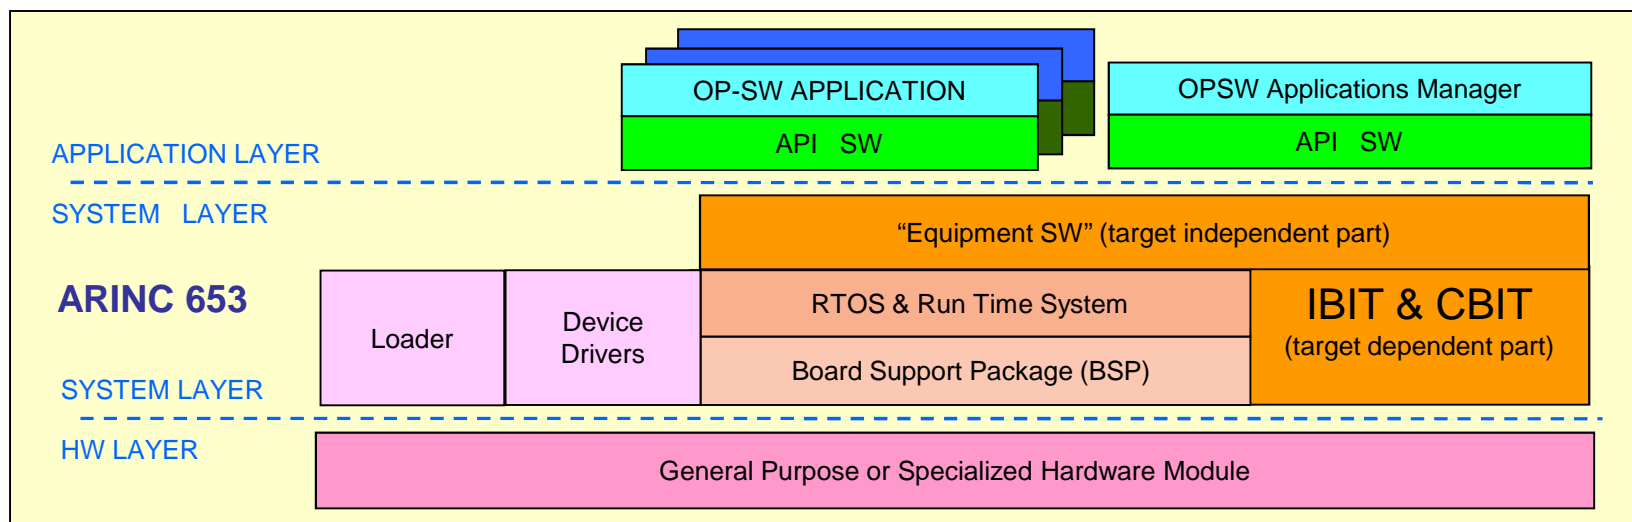 OP-SW APPLICATION
OPSW Applications Manager
API SW
API SW
APPLICATION LAYER
SYSTEM LAYER
“Equipment SW” (target independent part)
ARINC 653
Loader
Device
Drivers
RTOS & Run Time System
IBIT & CBIT
(target dependent part)
Board Support Package (BSP)
SYSTEM LAYER
HW LAYER
General Purpose or Specialized Hardware Module